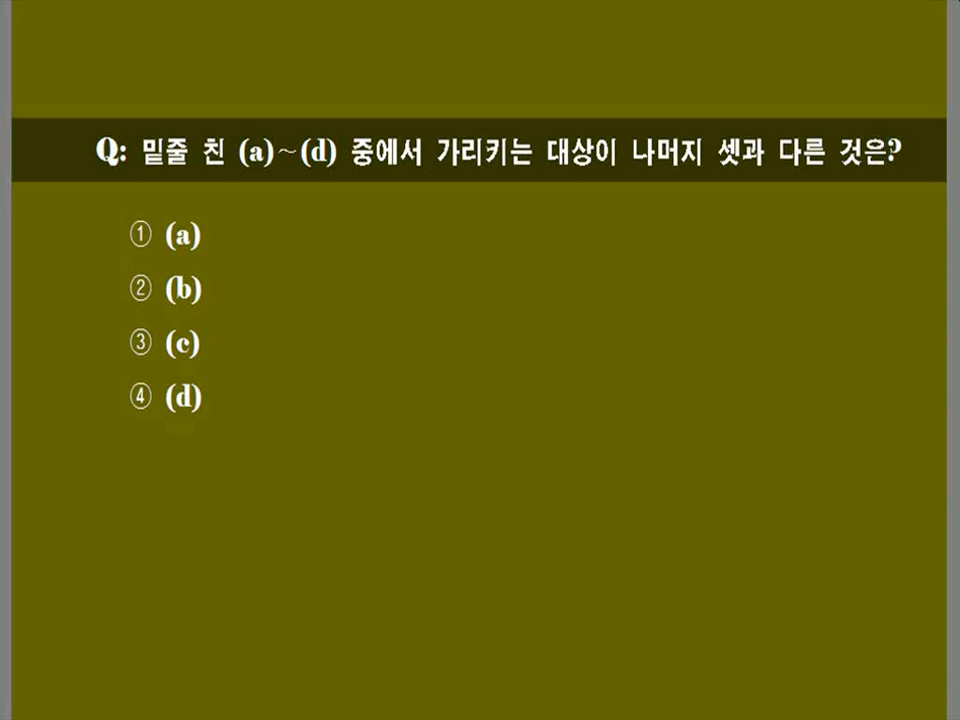 Q: 밑줄 친 (a)~(d) 중에서 가리키는 대상이 나머지 셋과 다른 것은?
① (a)
② (b)
③ (c)
④ (d)